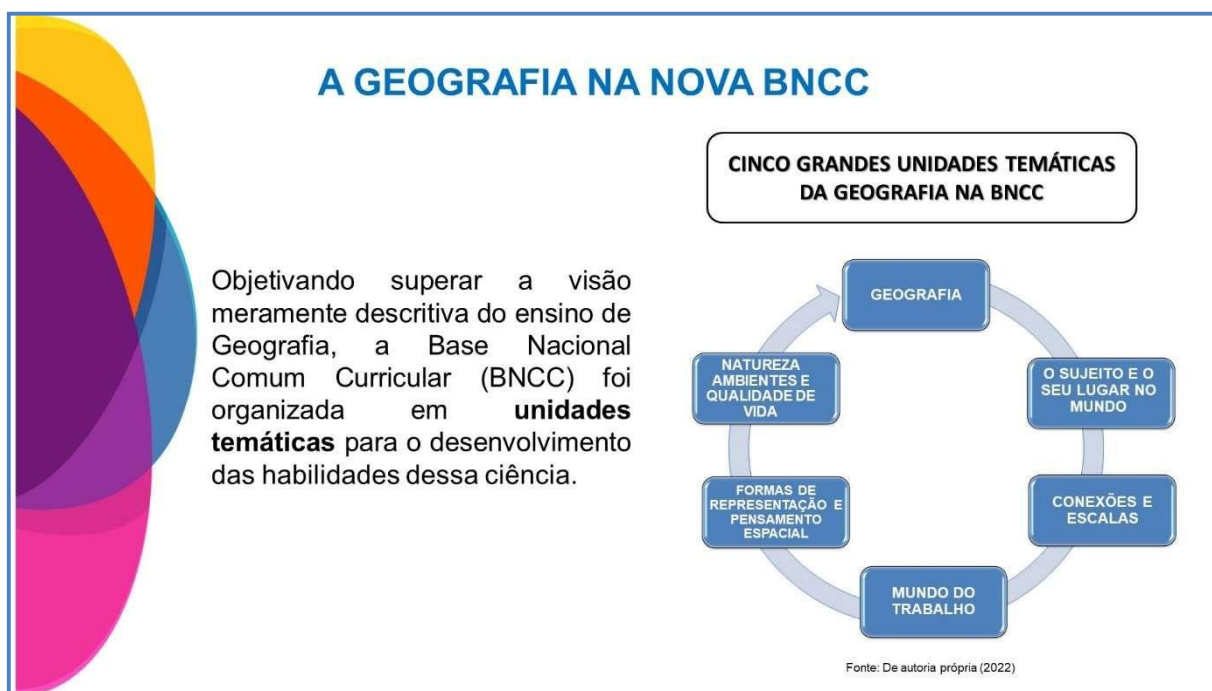 A GEOGRAFIA NA NOVA BNCC
CINCO GRANDES UNIDADES TEMÁTICAS
DA GEOGRAFIA NA BNCC
Objetivando superar a visão
meramente descritiva do ensino de
Geografia, a Base Nacional
Comum Curricular (BNCC) foi
organizada em unidades
temáticas para o desenvolvimento
das habilidades dessa ciência.
GEOGRAFIA
O SUJEITO E O
SEU LUGAR NO
MUNDO
CONEXÕES E
ESCALAS
MUNDO DO
TRABALHO
FORMAS DE
REPRESENTAÇÃO E
PENSAMENTO
ESPACIAL
NATUREZA
AMBIENTES E
QUALIDADE DE
VIDA
Fonte: De autoria própria (2022)